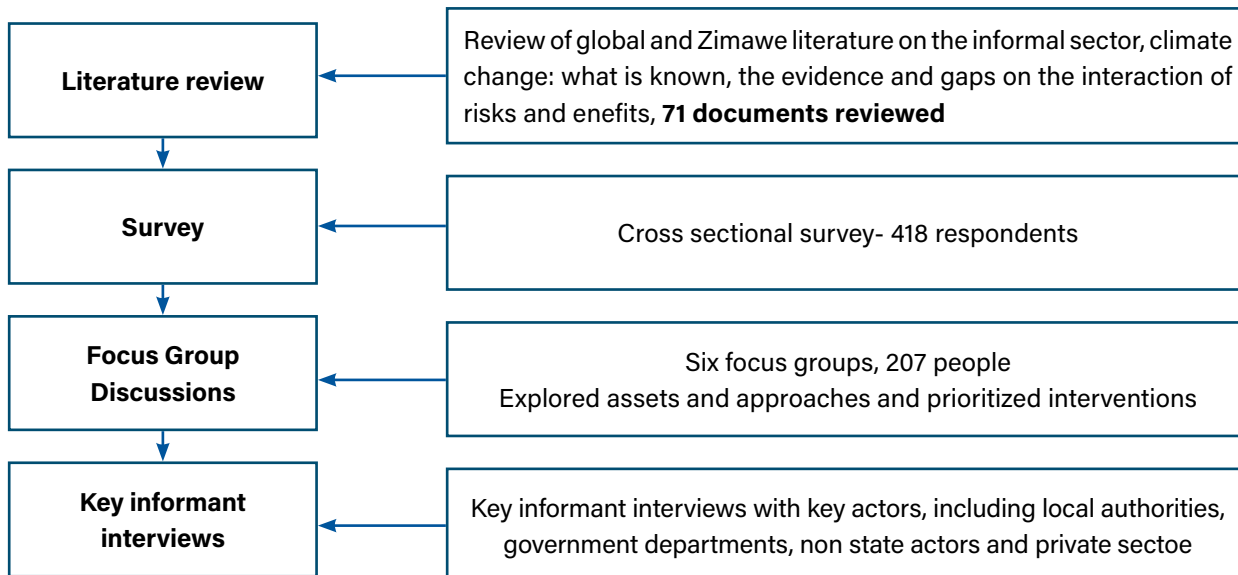 Literature review
Review of global and Zimawe literature on the informal sector, climate
change: what is known, the evidence and gaps on the interaction of
risks and enefits, 71 documents reviewed
Survey
Cross sectional survey- 418 respondents
Focus Group
Discussions
Six focus groups, 207 people
Explored assets and approaches and prioritized interventions
Key informant
interviews
Key informant interviews with key actors, including local authorities,
government departments, non state actors and private sectoe